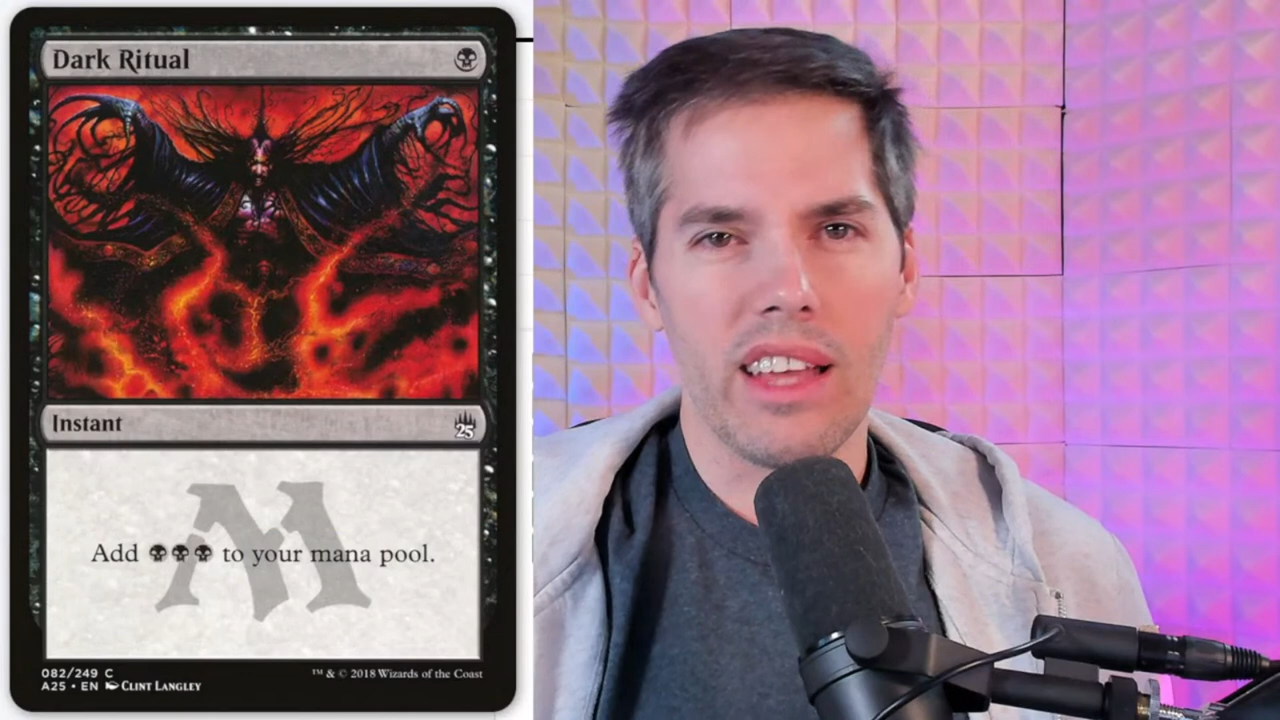 Dark Ritual
Instant
25
Add to your mana pool.
082/249 C
™ & © 2018 Wizards of the Coast
A25 • EN CLINT LANGLEY